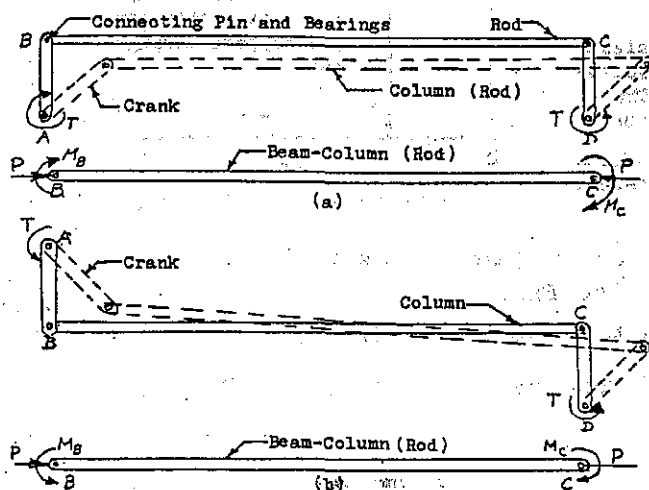 Connecting Pin and Bearings
B
Rod
C
Crank
Column (Rod)
T
A
T
D
Beam-Column (Rod)
P
M_B
B
C
P
M_C
(a)
T
A
Crank
Column
B
C
T
D
Beam-Column (Rod)
P
M_B
B
M_C
P
C
(b)